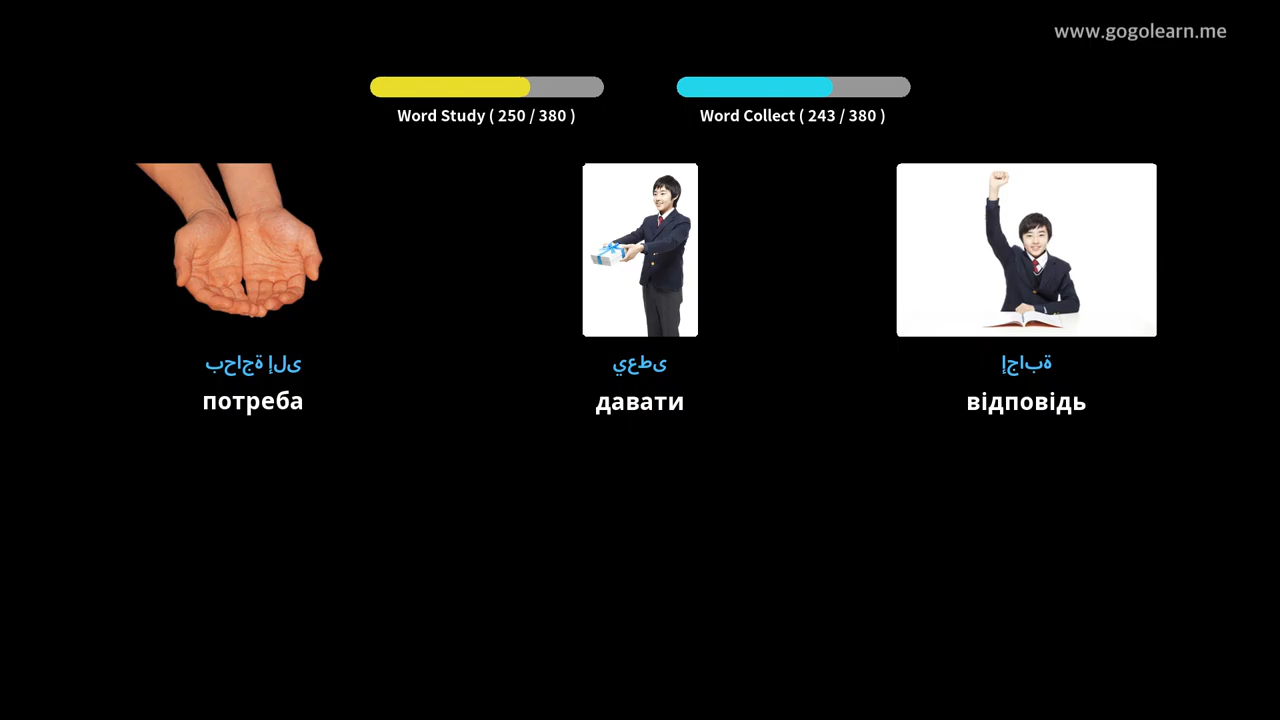 www.gogolearn.me
Word Study ( 250 / 380 )
Word Collect ( 243 / 380 )
بحاجة إلى
يعطى
إجابة
потреба
давати
відповідь